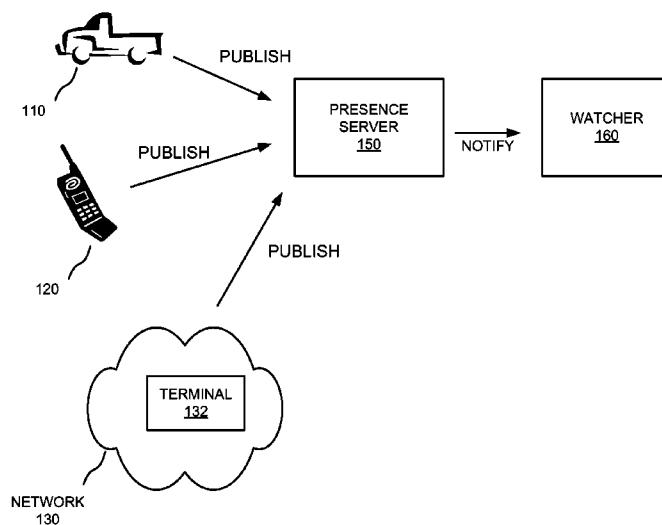 PUBLISH
110
PRESENCE
SERVER
150
NOTIFY
WATCHER
160
PUBLISH
120
PUBLISH
TERMINAL
132
NETWORK
130